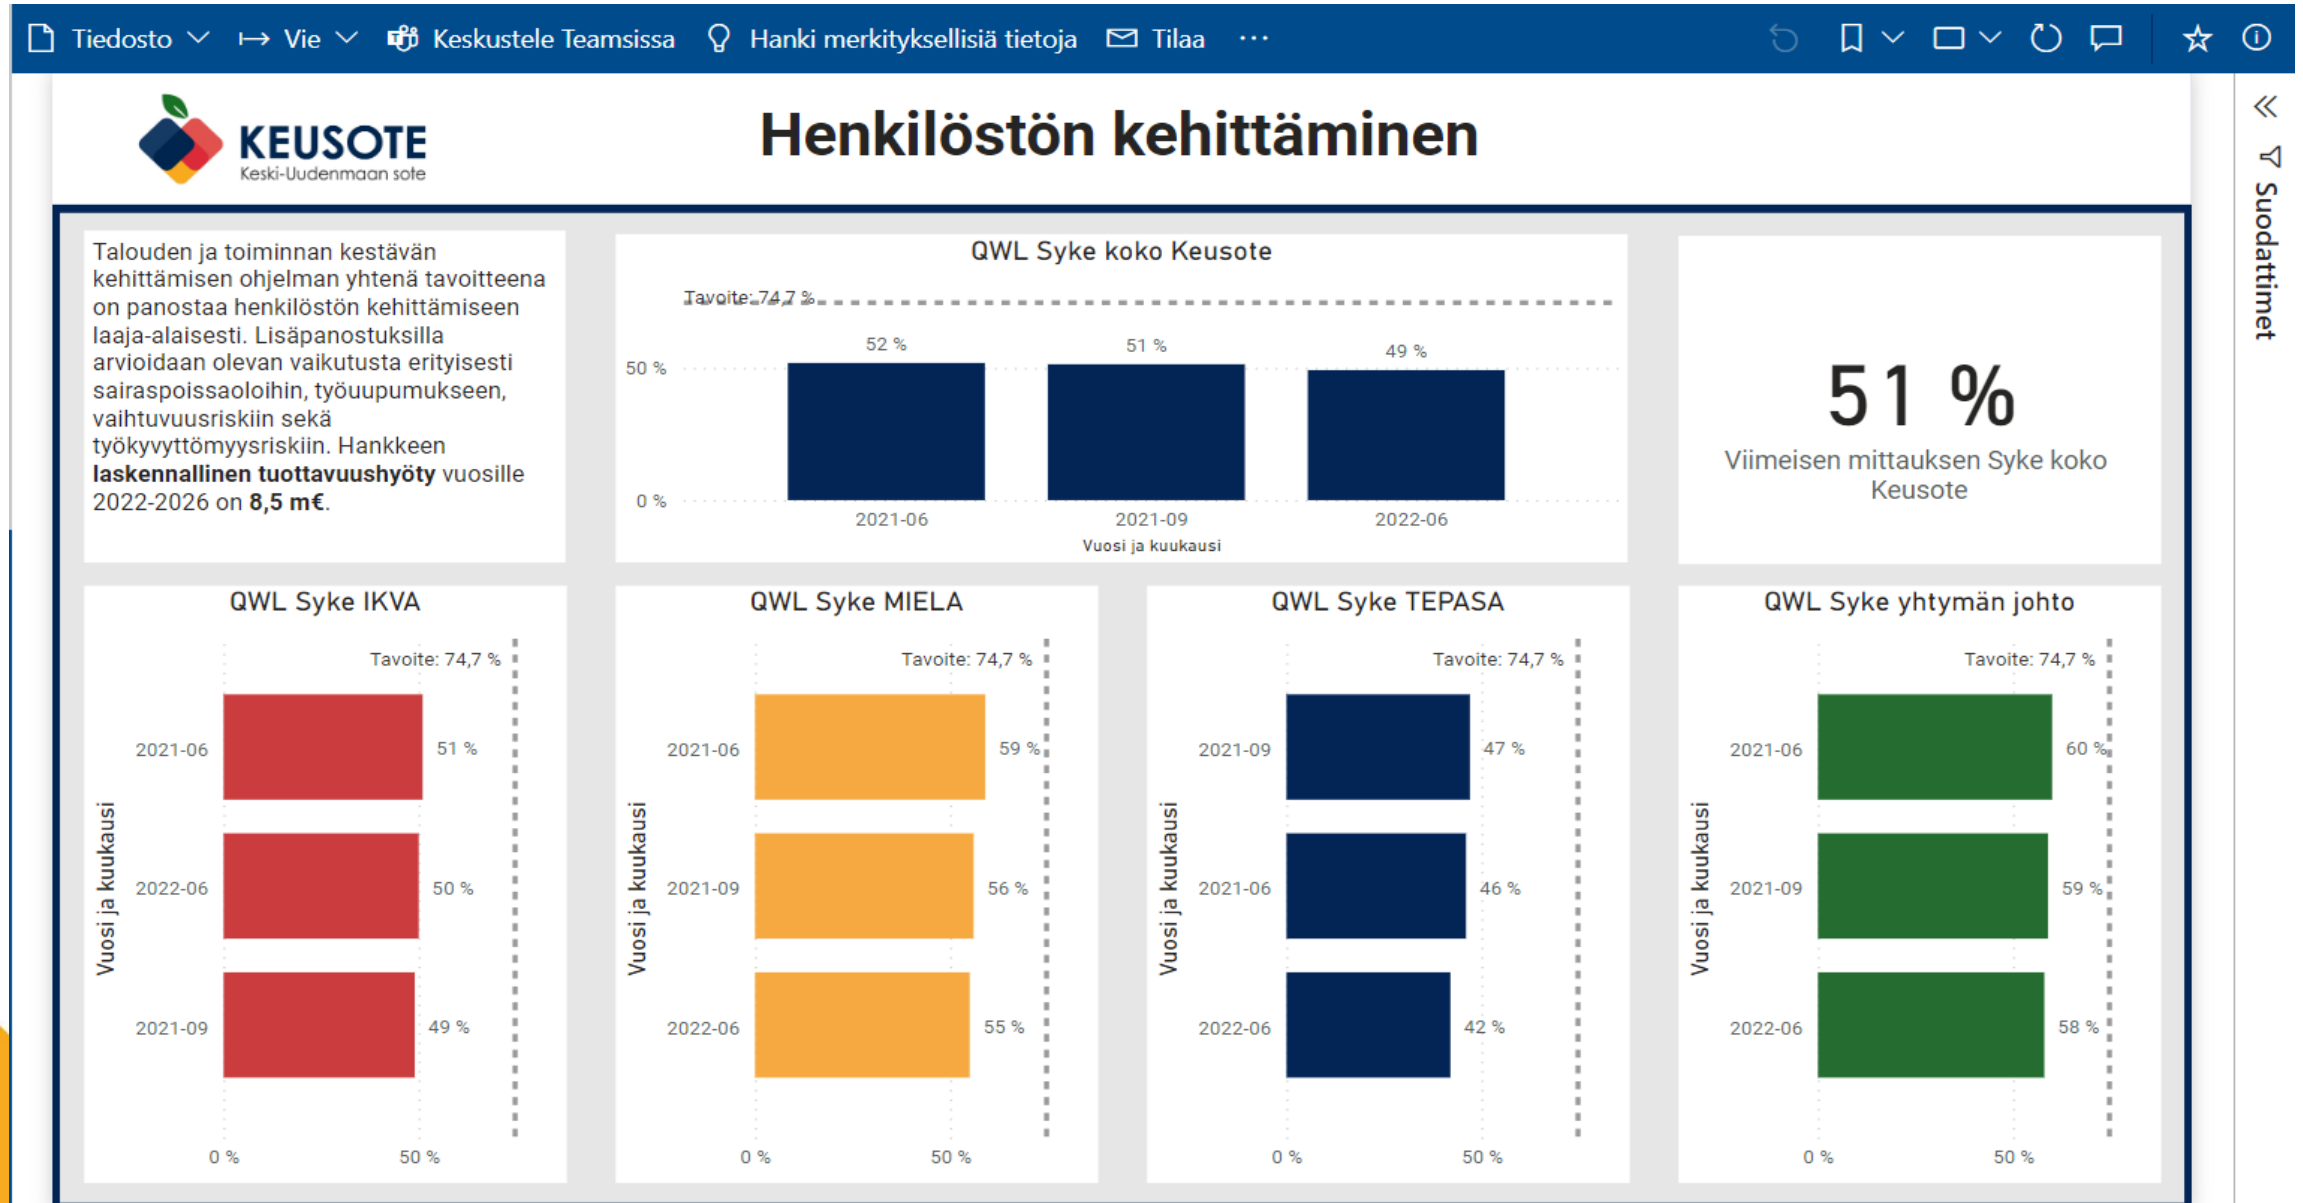 Tiedosto Vie Keskustele Teamsissa Hanki merkityksellisiä tietoja Tilaa ···
KEUSOTE
Keski-Uudenmaan sote
Henkilöstön kehittäminen
Suodattimet
Talouden ja toiminnan kestävän
kehittämisen ohjelman yhtenä tavoitteena
on panostaa henkilöstön kehittämiseen
laaja-alaisesti. Lisäpanostuksilla
arvioidaan olevan vaikutusta erityisesti
sairaspoissaoloihin, työuupumukseen,
vaihtuvuusriskiin sekä
työkyvyttömyysriskiin. Hankkeen
laskennallinen tuottavuushyöty vuosille
2022-2026 on 8,5 m€.
QWL Syke koko Keusote
Tavoite: 74,7 %
52 % 51 % 49 %
50 %
0 %
2021-06 2021-09 2022-06
Vuosi ja kuukausi
51 %
Viimeisen mittauksen Syke koko
Keusote
QWL Syke IKVA
Tavoite: 74,7 %
Vuosi ja kuukausi
2021-06 51 %
2022-06 50 %
2021-09 49 %
0 % 50 %
QWL Syke MIELA
Tavoite: 74,7 %
Vuosi ja kuukausi
2021-06 59 %
2021-09 56 %
2022-06 55 %
0 % 50 %
QWL Syke TEPASA
Tavoite: 74,7 %
Vuosi ja kuukausi
2021-09 47 %
2021-06 46 %
2022-06 42 %
0 % 50 %
QWL Syke yhtymän johto
Tavoite: 74,7 %
Vuosi ja kuukausi
2021-06 60 %
2021-09 59 %
2022-06 58 %
0 % 50 %